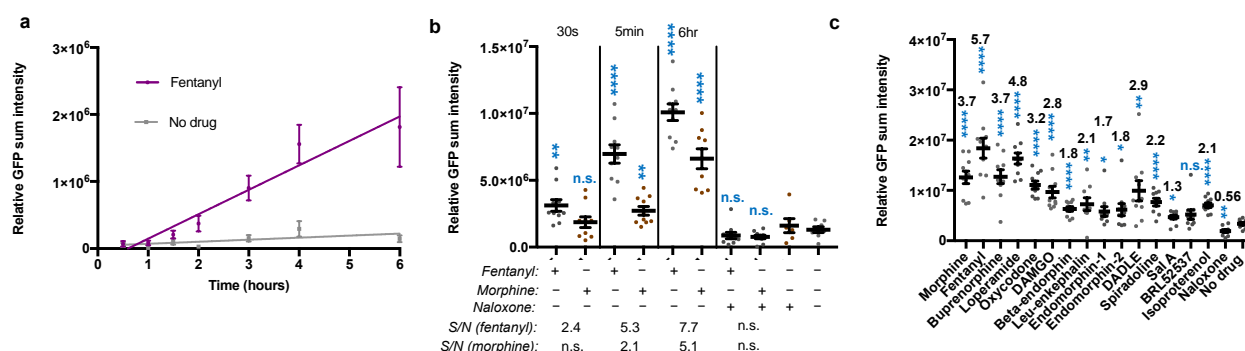 a
Relative GFP sum intensity
3×10⁶
2×10⁶
1×10⁶
0
0 1 2 3 4 5 6
Time (hours)
Fentanyl
No drug
b
30s 5min 6hr
Relative GFP sum intensity
1.5×10⁷
1.0×10⁷
5.0×10⁶
0.0
** n.s. **** ** **** **** n.s. n.s.
Fentanyl: + – + – + – + – – –
Morphine: – + – + – + – + – –
Naloxone: – – – – – – + + + –
S/N (fentanyl) 2.4 5.3 7.7 n.s.
S/N (morphine) n.s. 2.1 5.1 n.s.
c
Relative GFP sum intensity
4×10⁷
3×10⁷
2×10⁷
1×10⁷
0
3.7 5.7 3.7 4.8 3.2 2.8 1.8 2.1 1.7 1.8 2.9 2.2 1.3 n.s. 2.1 0.56
**** **** **** **** **** **** **** ** * * ** **** * **** **
Morphine
Fentanyl
Buprenorphine
Loperamide
Oxycodone
DAMGO
Beta-endorphin
Leu-enkephalin
Endomorphin-1
Endomorphin-2
DADLE
Spiradoline
Sal A
BRL52537
Isoproterenol
Naloxone
No drug